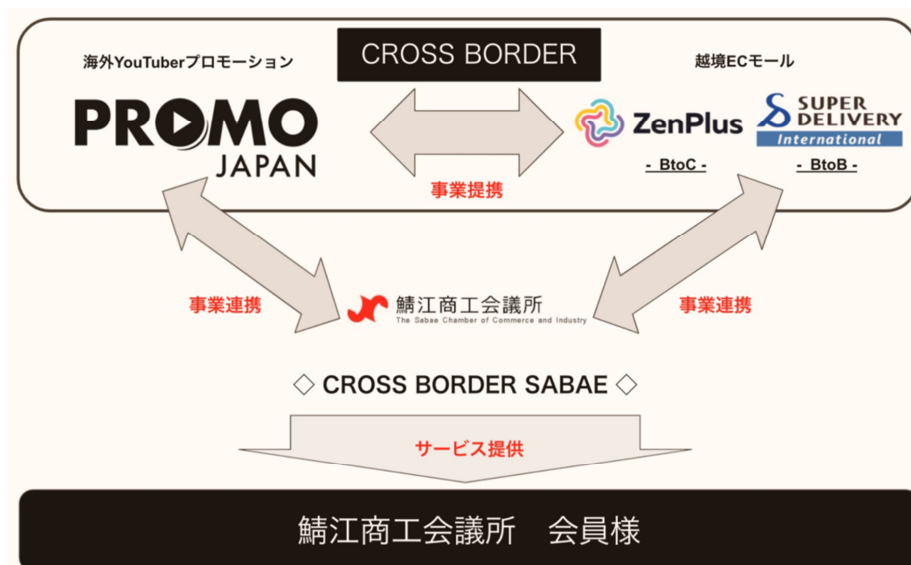 CROSS BORDER
海外YouTuberプロモーション
越境ECモール
PROMO
JAPAN
ZenPlus
- BtoC -
SUPER
DELIVERY
International
- BtoB -
事業提携
事業連携
鯖江商工会議所
The Sabae Chamber of Commerce and Industry
事業連携
◇ CROSS BORDER SABAE ◇
サービス提供
鯖江商工会議所　会員様